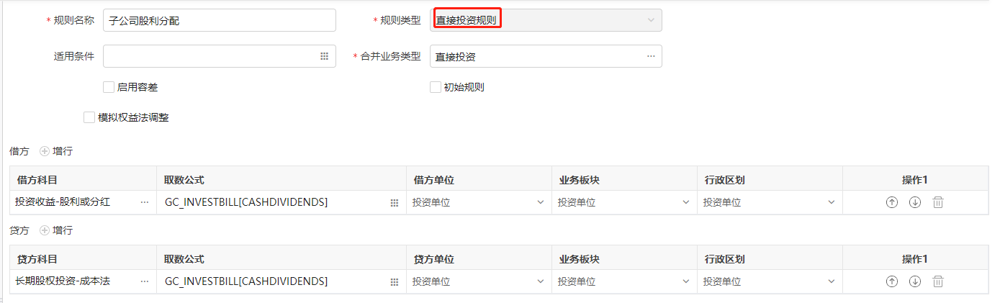 * 规则名称 子公司股利分配 * 规则类型 直接投资规则
适用条件 * 合并业务类型 直接投资
启用容差 初始规则
模拟权益法调整
借方 增行
借方科目 取数公式 借方单位 业务板块 行政区划 操作1
投资收益-股利或分红 ... GC_INVESTBILL[CASHDIVIDENDS] 投资单位 投资单位 投资单位
贷方 增行
贷方科目 取数公式 贷方单位 业务板块 行政区划 操作1
长期股权投资-成本法 ... GC_INVESTBILL[CASHDIVIDENDS] 投资单位 投资单位 投资单位